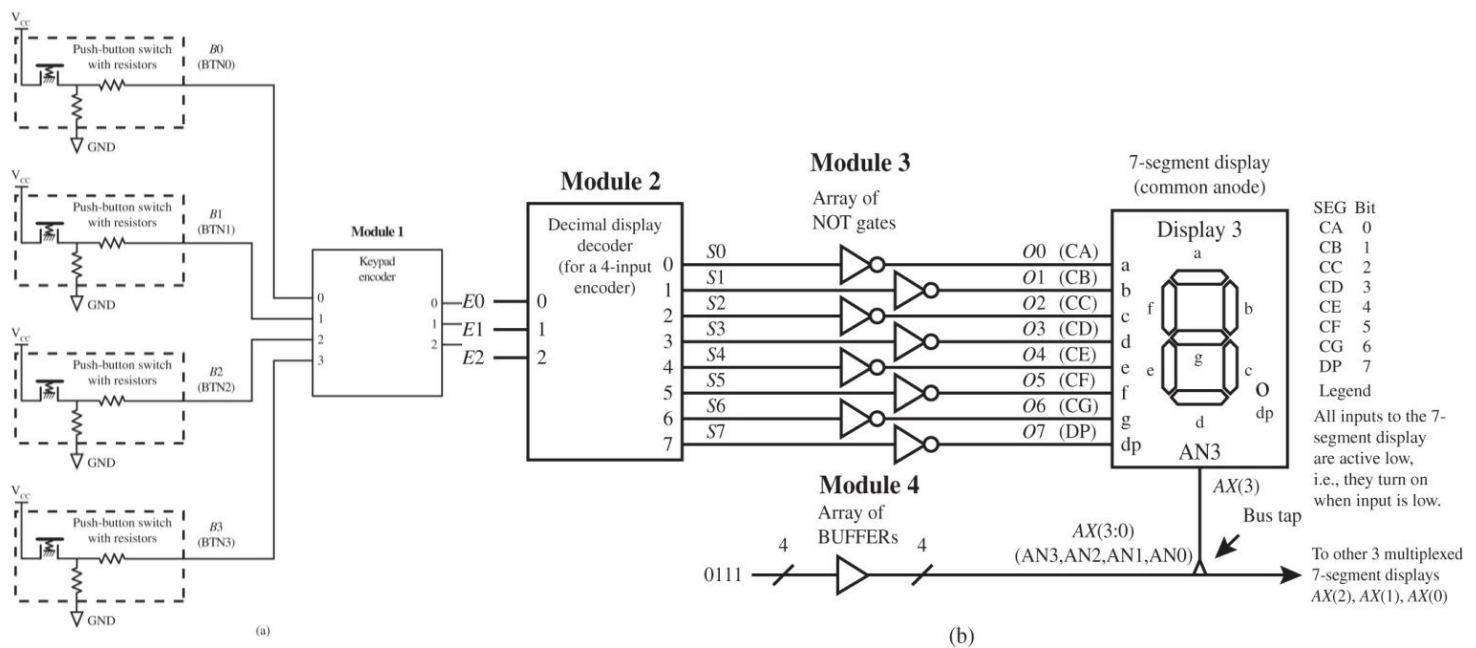 V_CC
Push-button switch
with resistors
B0
(BTN0)
GND
V_CC
Push-button switch
with resistors
B1
(BTN1)
GND
V_CC
Push-button switch
with resistors
B2
(BTN2)
GND
V_CC
Push-button switch
with resistors
B3
(BTN3)
GND
(a)
Module 1
Keypad
encoder
0
1
2
3
0
1
2
E0
E1
E2
Module 2
Decimal display
decoder
(for a 4-input
encoder)
0
1
2
0
1
2
3
4
5
6
7
S0
S1
S2
S3
S4
S5
S6
S7
Module 3
Array of
NOT gates
O0 (CA)
O1 (CB)
O2 (CC)
O3 (CD)
O4 (CE)
O5 (CF)
O6 (CG)
O7 (DP)
7-segment display
(common anode)
Display 3
a
b
c
d
e
f
g
dp
a
f
b
g
e
c
d
O
dp
AN3
SEG Bit
CA 0
CB 1
CC 2
CD 3
CE 4
CF 5
CG 6
DP 7
Legend
All inputs to the 7-
segment display
are active low,
i.e., they turn on
when input is low.
Module 4
Array of
BUFFERs
0111
4
4
AX(3:0)
(AN3,AN2,AN1,AN0)
AX(3)
Bus tap
To other 3 multiplexed
7-segment displays
AX(2), AX(1), AX(0)
(b)